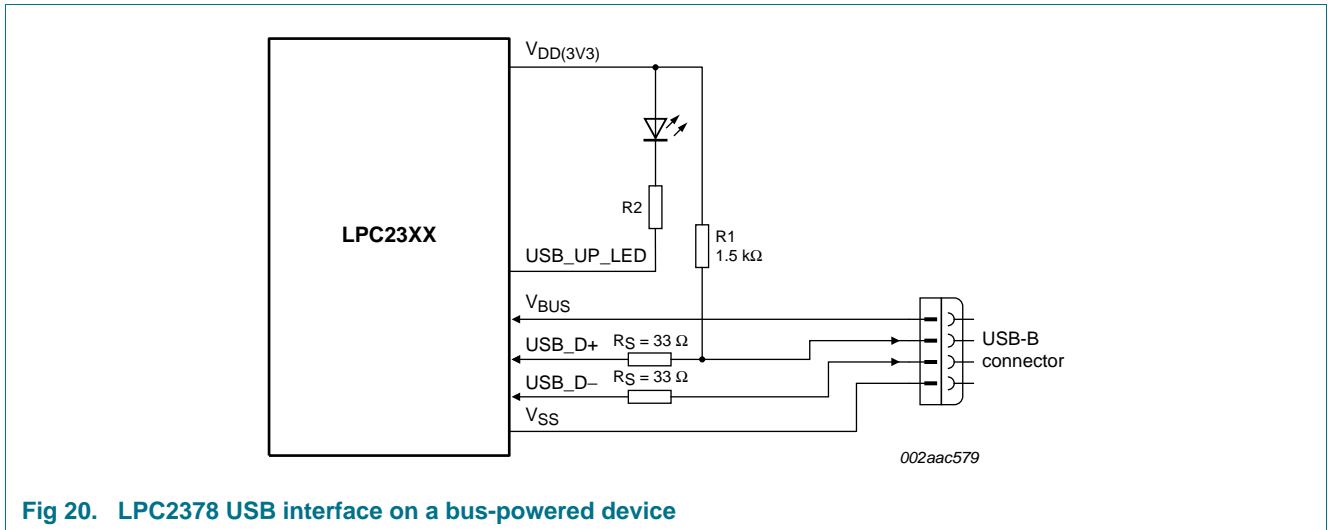 VDD(3V3)
R2
LPC23XX
R1
1.5 kΩ
USB_UP_LED
VBUS
USB_D+ RS = 33 Ω
USB-B
connector
USB_D− RS = 33 Ω
VSS
002aac579
Fig 20. LPC2378 USB interface on a bus-powered device